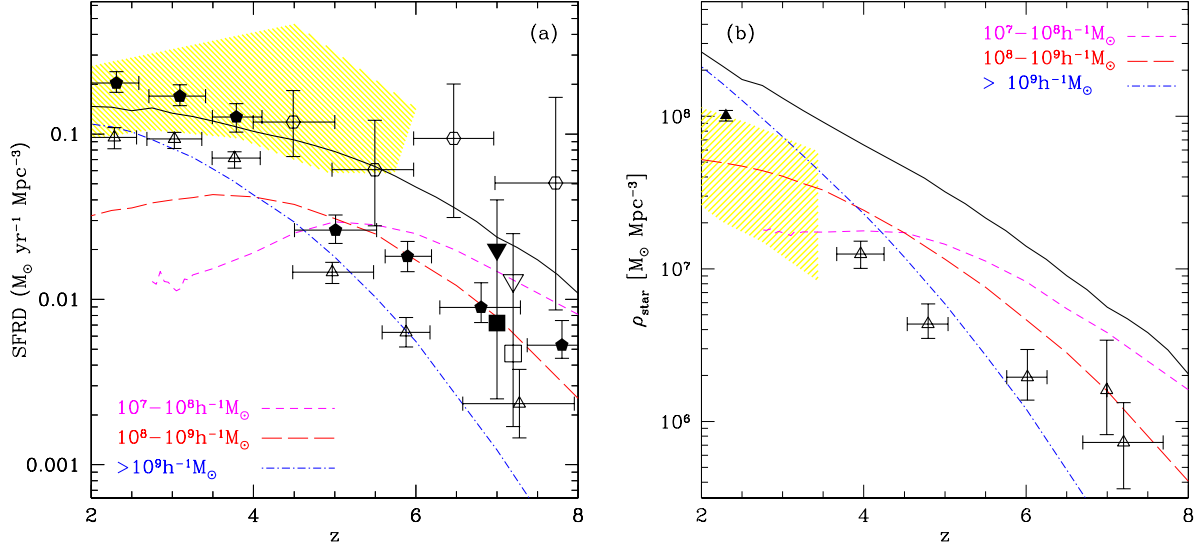 (a)
0.1
0.01
0.001
SFRD (M⊙ yr⁻¹ Mpc⁻³)
10⁷−10⁸h⁻¹M⊙
10⁸−10⁹h⁻¹M⊙
>10⁹h⁻¹M⊙
2 4 6 8
z
(b)
10⁷−10⁸h⁻¹M⊙
10⁸−10⁹h⁻¹M⊙
> 10⁹h⁻¹M⊙
10⁸
10⁷
10⁶
ρstar [M⊙ Mpc⁻³]
2 4 6 8
z